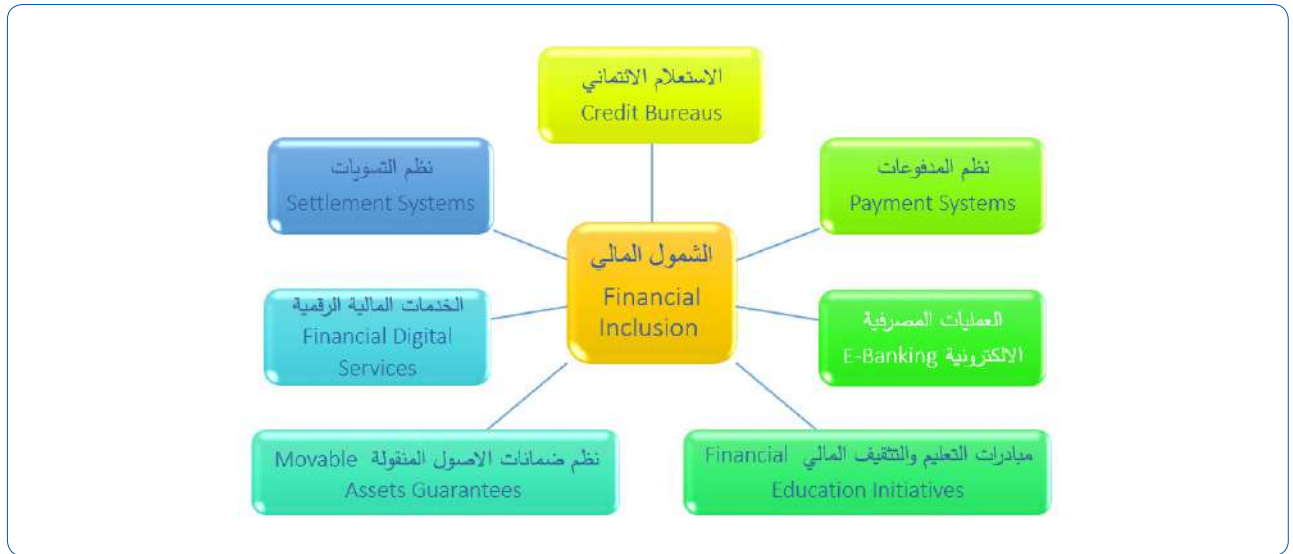 الاستعلام الائتماني
Credit Bureaus
نظم المدفوعات
Payment Systems
نظم التسويات
Settlement Systems
الشمول المالي
Financial
Inclusion
العمليات المصرفية
الالكترونية E-Banking
الخدمات المالية الرقمية
Financial Digital
Services
مبادرات التعليم والتثقيف المالي Financial
Education Initiatives
نظم ضمانات الاصول المنقولة Movable
Assets Guarantees